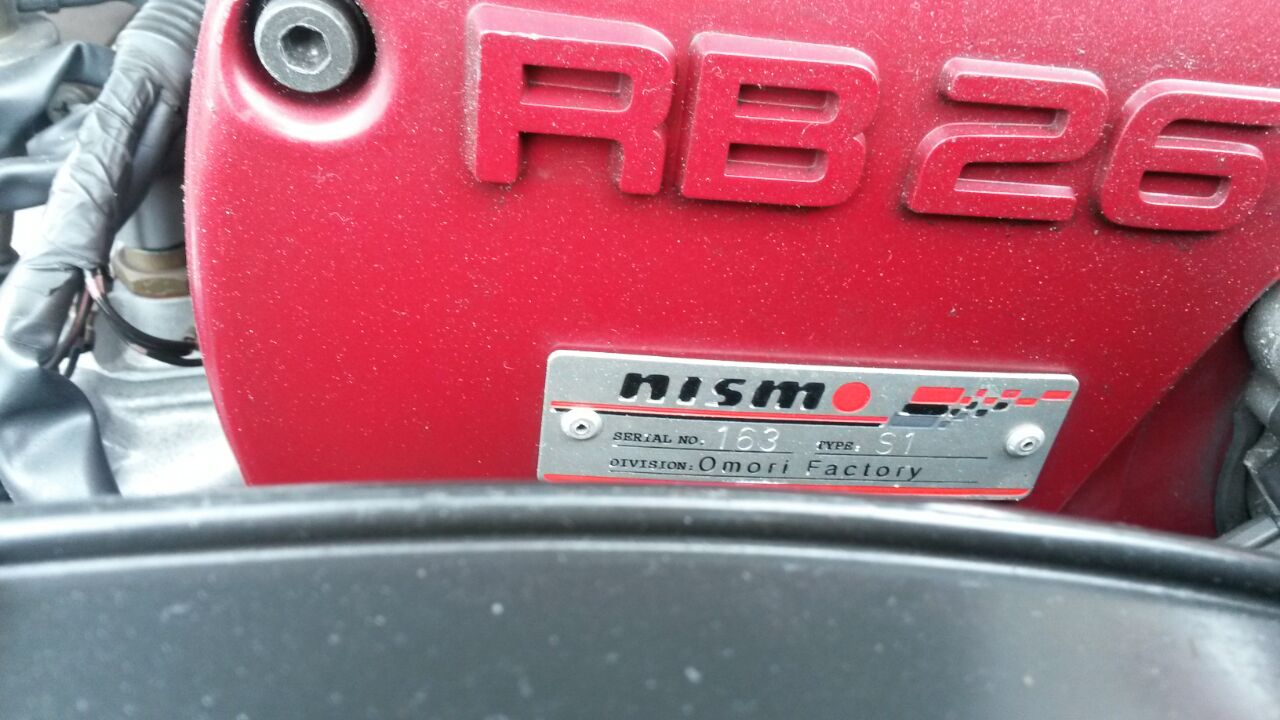 RB26
nismo
SERIAL NO. 163 TYPE. S1
DIVISION: Omori Factory